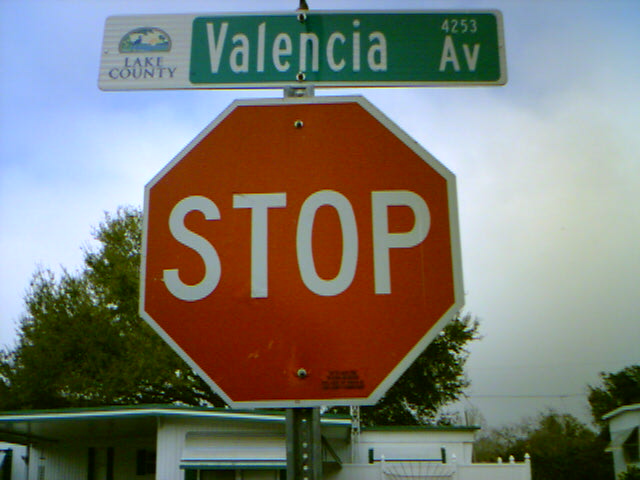 4253
Valencia Av
LAKE
COUNTY
STOP